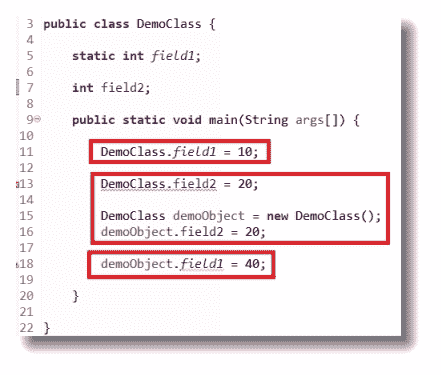 3 public class DemoClass {
4
5 static int field1;
6
7 int field2;
8
9 public static void main(String args[]) {
10
11 DemoClass.field1 = 10;
12
13 DemoClass.field2 = 20;
14
15 DemoClass demoObject = new DemoClass();
16 demoObject.field2 = 20;
17
18 demoObject.field1 = 40;
19
20 }
21
22 }